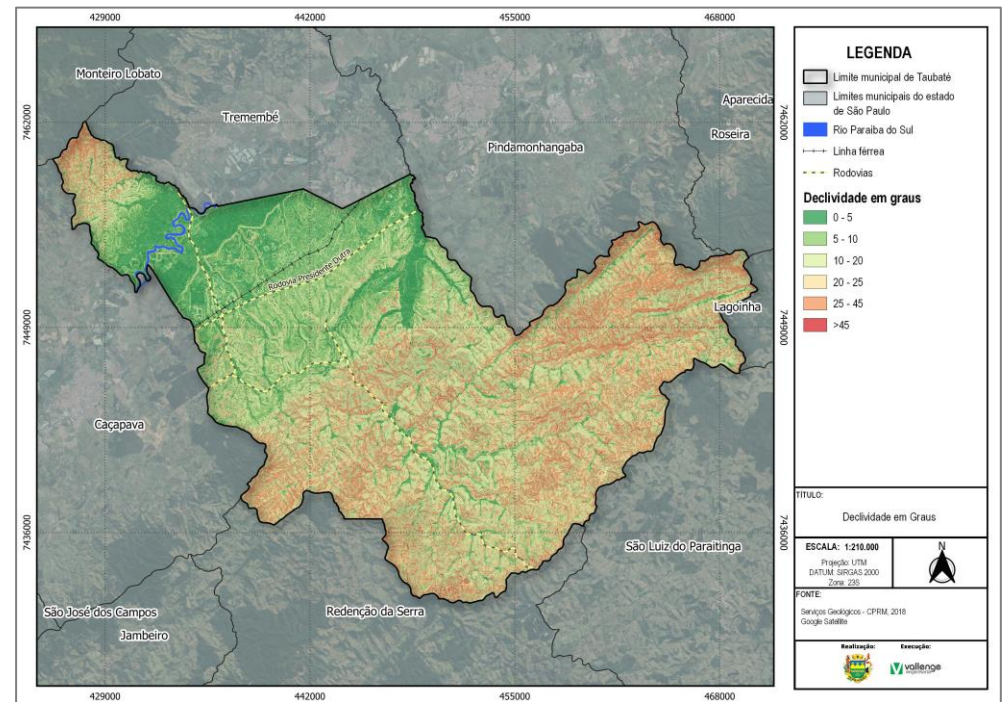 429000
442000
455000
468000
Monteiro Lobato
Tremembé
Pindamonhangaba
Aparecida
Roseira
7462000
7462000
Rodovia Presidente Dutra
Lagoinha
7449000
7449000
Caçapava
7436000
7436000
São Luiz do Paraitinga
São José dos Campos
Jambeiro
Redenção da Serra
429000
442000
455000
468000
LEGENDA
Limite municipal de Taubaté
Limites municipais do estado
de São Paulo
Rio Paraiba do Sul
Linha férrea
Rodovias
Declividade em graus
0 - 5
5 - 10
10 - 20
20 - 25
25 - 45
>45
TÍTULO:
Declividade em Graus
ESCALA: 1:210.000
Projeção: UTM
DATUM: SIRGAS 2000
Zona: 23S
N
FONTE:
Serviços Geológicos - CPRM, 2018
Google Satellite
Realização:
Execução:
vallenge